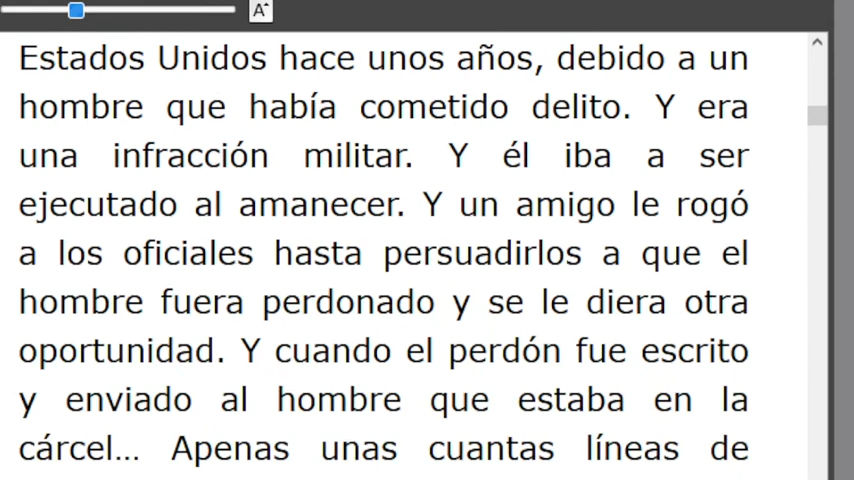 A
Estados Unidos hace unos años, debido a un
hombre que había cometido delito. Y era
una infracción militar. Y él iba a ser
ejecutado al amanecer. Y un amigo le rogó
a los oficiales hasta persuadirlos a que el
hombre fuera perdonado y se le diera otra
oportunidad. Y cuando el perdón fue escrito
y enviado al hombre que estaba en la
cárcel... Apenas unas cuantas líneas de